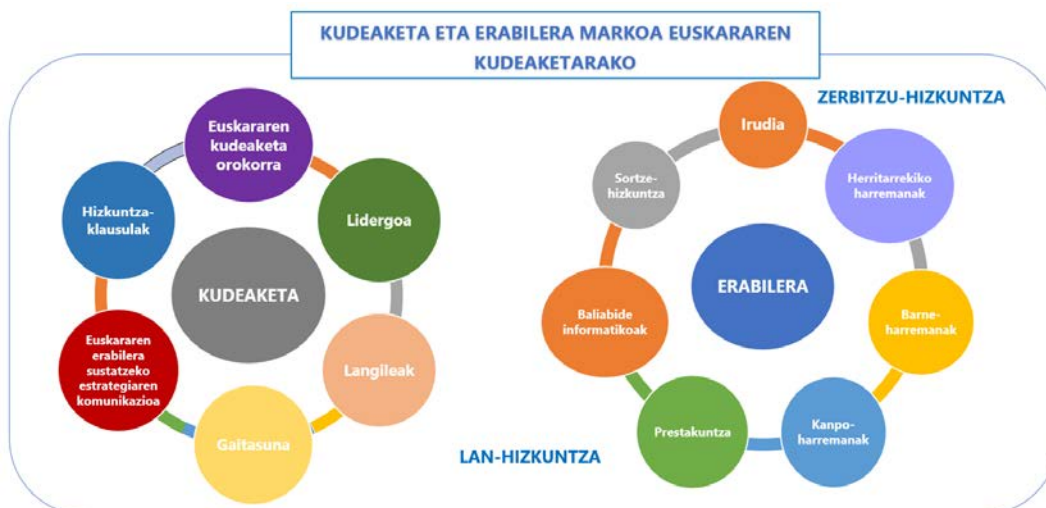 KUDEAKETA ETA ERABILERA MARKOA EUSKARAREN
KUDEAKETARAKO
Euskararen
kudeaketa
orokorra
Lidergoa
Langileak
Gaitasuna
Euskararen
erabilera
sustatzeko
estrategiaren
komunikazioa
Hizkuntza-
klausulak
KUDEAKETA
ZERBITZU-HIZKUNTZA
Irudia
Herritarrekiko
harremanak
Barne-
harremanak
Kanpo-
harremanak
Prestakuntza
Baliabide
informatikoak
Sortze-
hizkuntza
ERABILERA
LAN-HIZKUNTZA